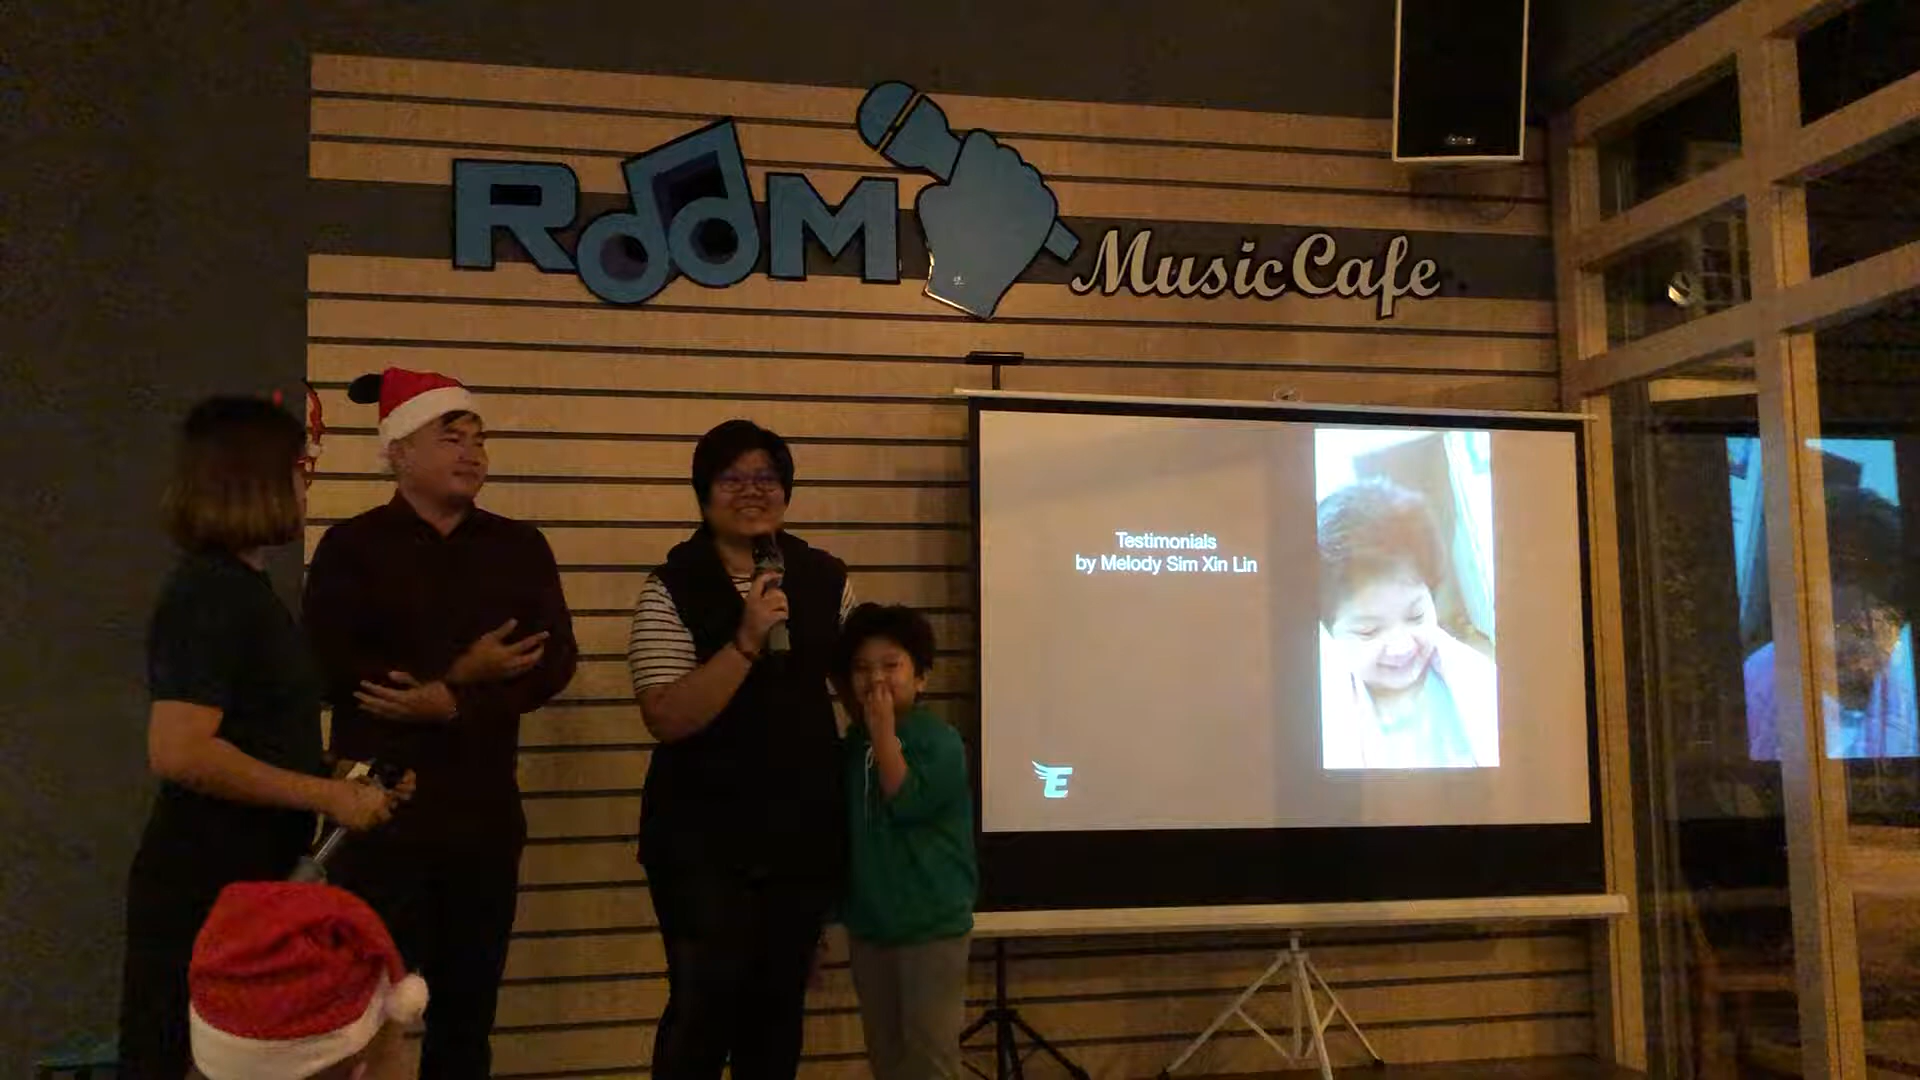 ROOM
Music Cafe
Testimonials
by Melody Sim Xin Lin
E